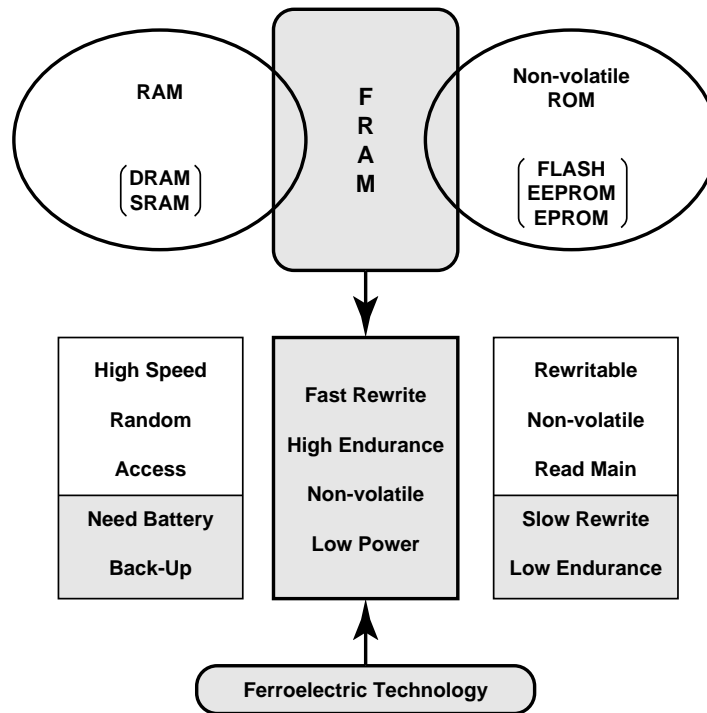 RAM
DRAM
SRAM
F
R
A
M
Non-volatile
ROM
FLASH
EEPROM
EPROM
High Speed
Random
Access
Need Battery
Back-Up
Fast Rewrite
High Endurance
Non-volatile
Low Power
Rewritable
Non-volatile
Read Main
Slow Rewrite
Low Endurance
Ferroelectric Technology